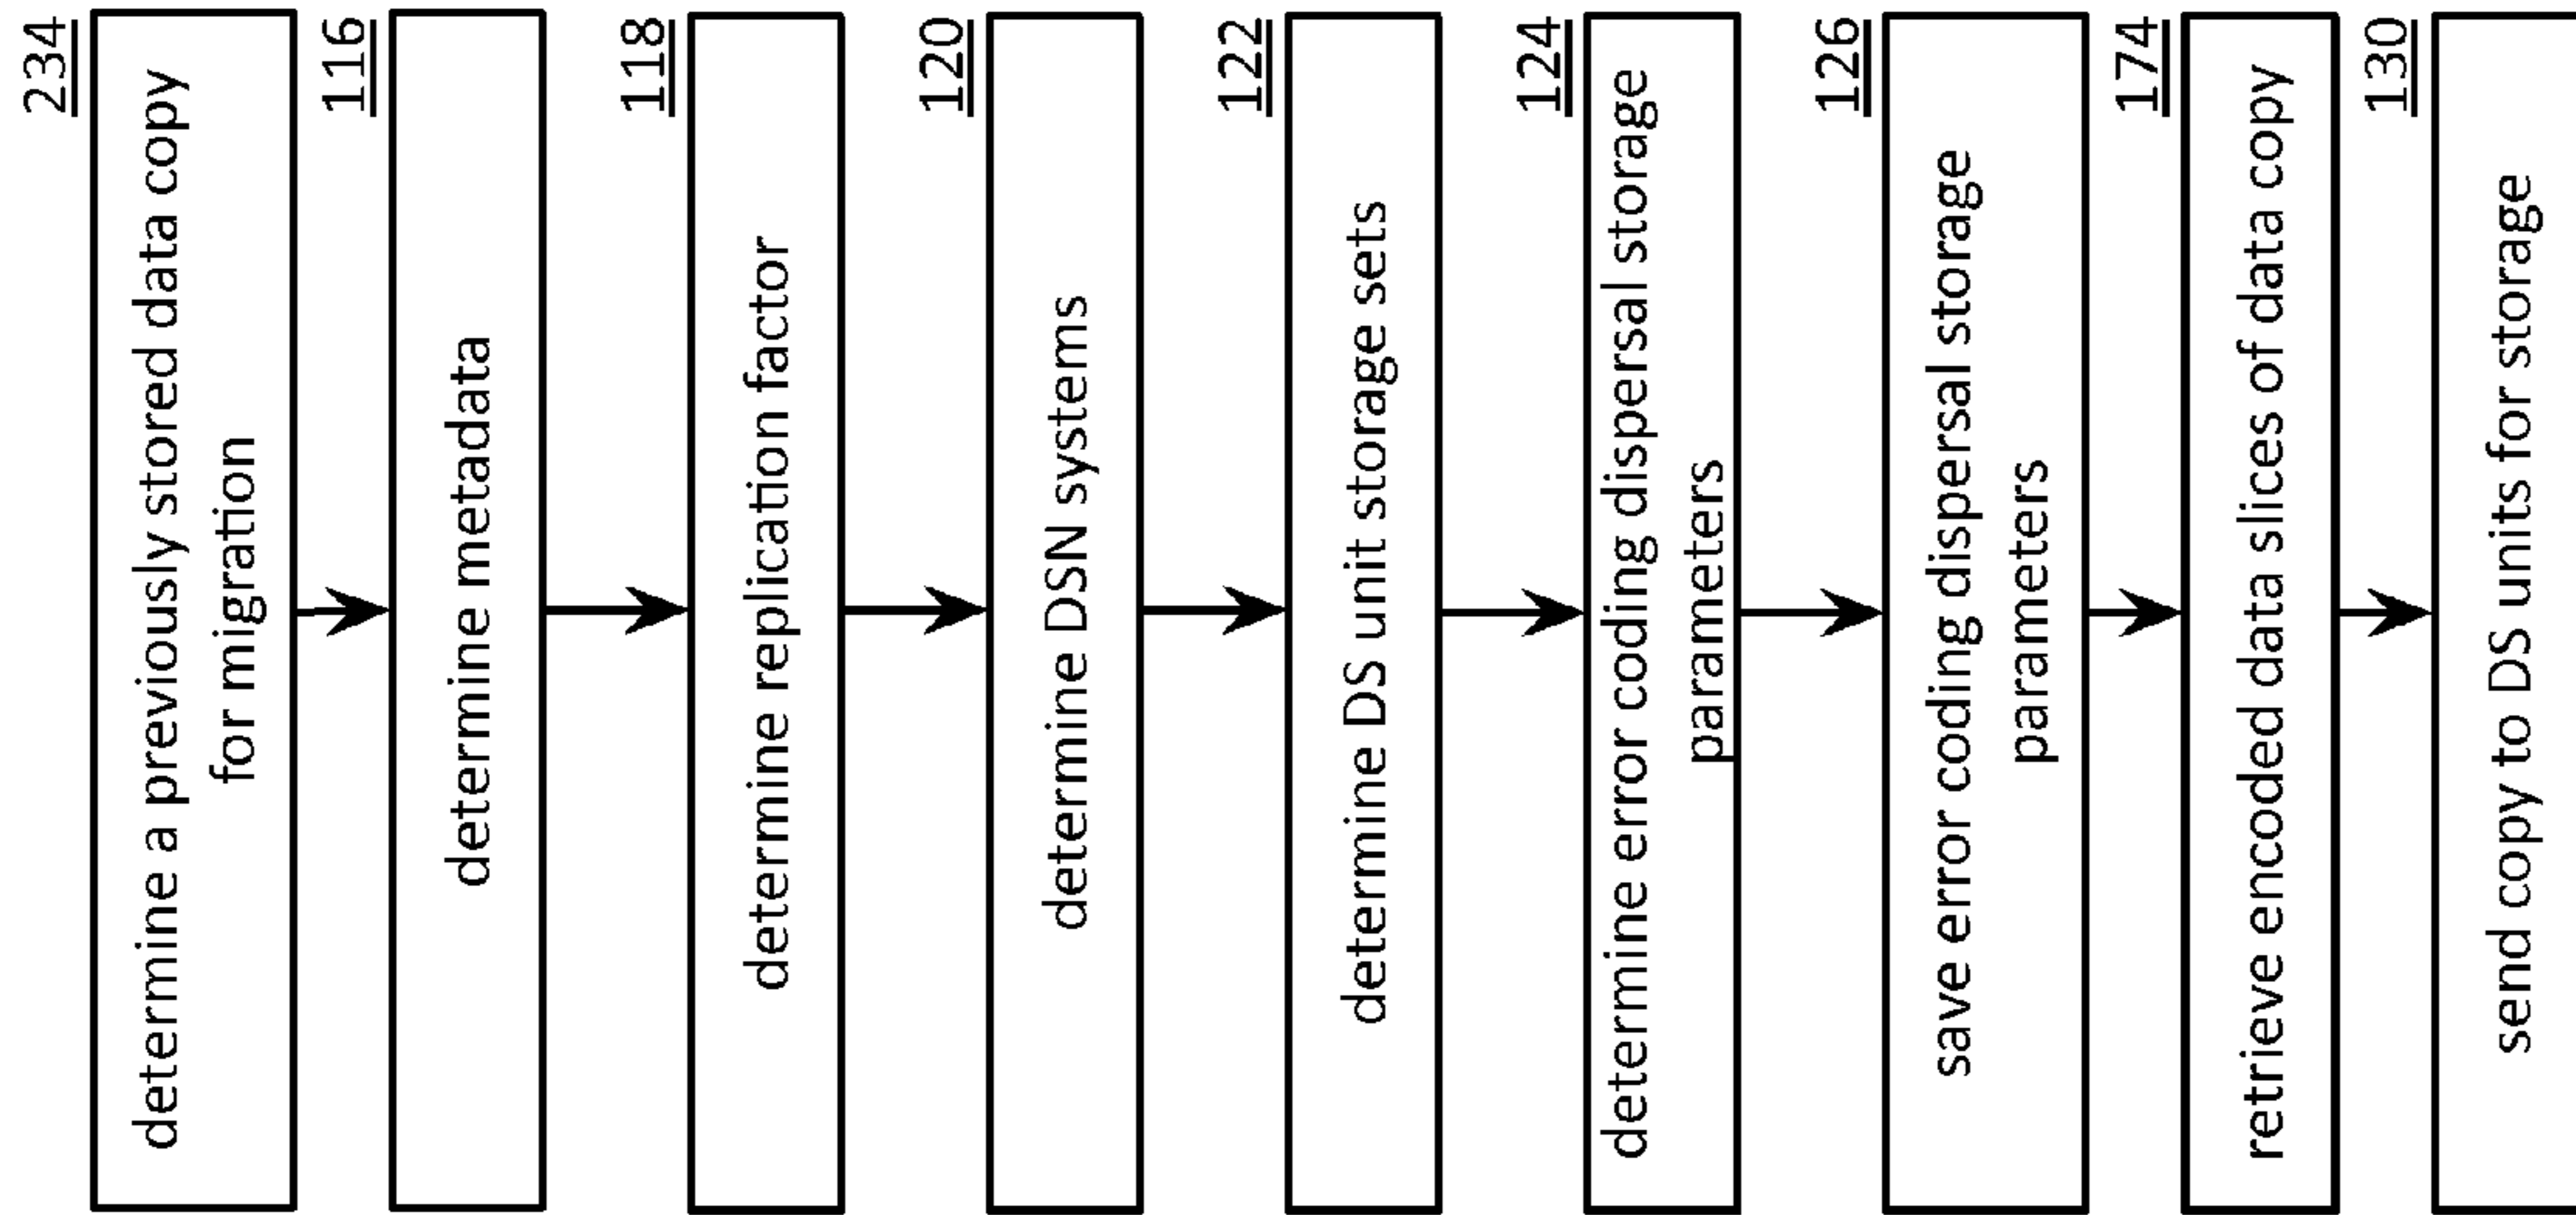 234
determine a previously stored data copy
for migration
116
determine metadata
118
determine replication factor
120
determine DSN systems
122
determine DS unit storage sets
124
determine error coding dispersal storage
parameters
126
save error coding dispersal storage
parameters
174
retrieve encoded data slices of data copy
130
send copy to DS units for storage